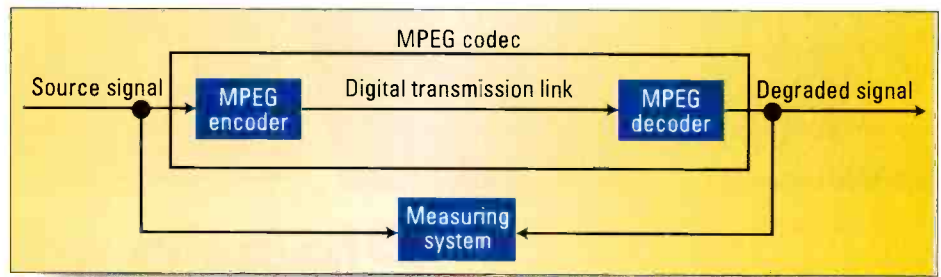 MPEG codec
Source signal
MPEG
encoder
Digital transmission link
MPEG
decoder
Degraded signal
Measuring
system